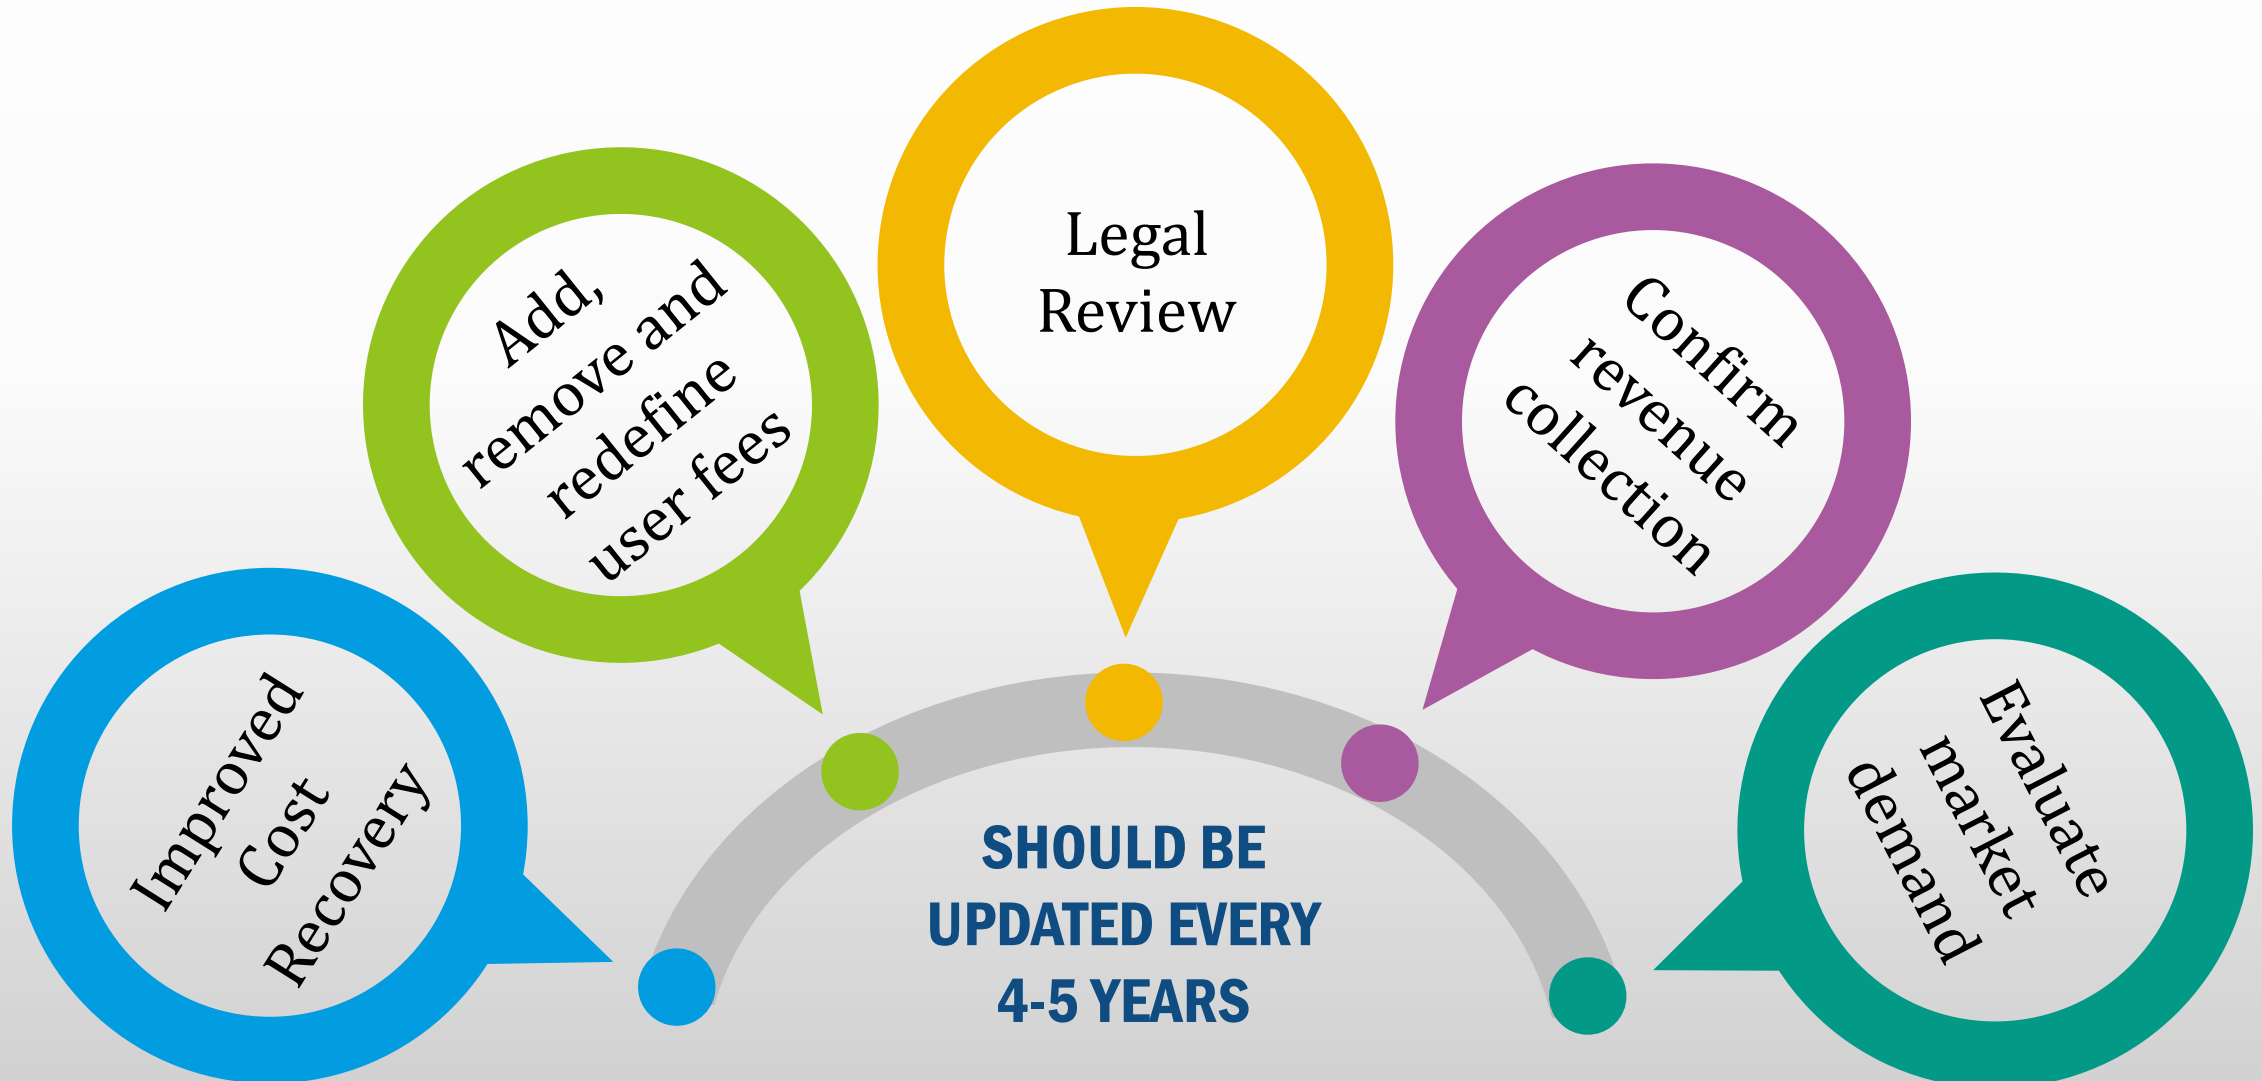 Improved
Cost
Recovery
Add,
remove and
redefine
user fees
Legal
Review
Confirm
revenue
collection
Evaluate
market
demand
SHOULD BE
UPDATED EVERY
4-5 YEARS